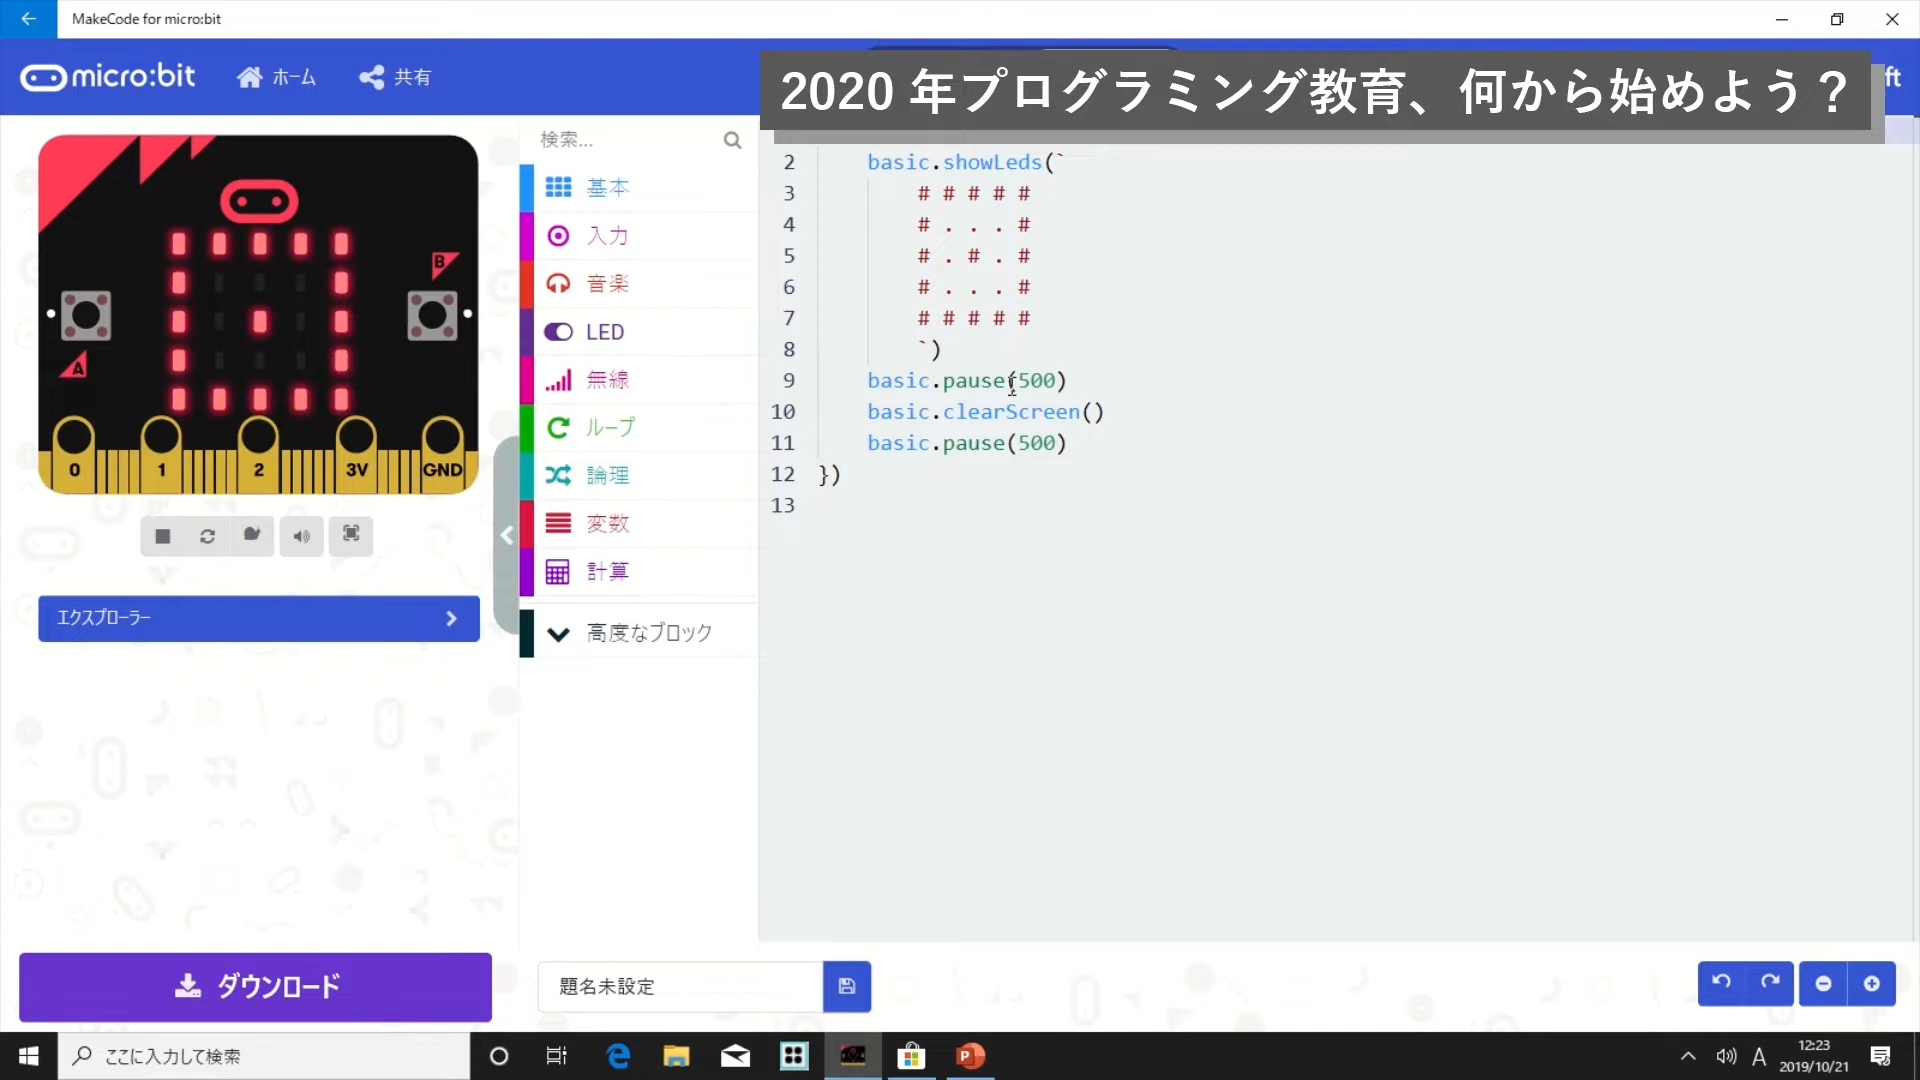 MakeCode for micro:bit
micro:bit
ホーム
共有
2020 年プログラミング教育、何から始めよう？
ft
検索...
基本
入力
音楽
LED
無線
ループ
論理
変数
計算
高度なブロック
B
A
0 1 2 3V GND
エクスプローラー
2 basic.showLeds(`
3 # # # # #
4 # . . . #
5 # . # . #
6 # . . . #
7 # # # # #
8 `)
9 basic.pause(500)
10 basic.clearScreen()
11 basic.pause(500)
12 })
13
ダウンロード
題名未設定
ここに入力して検索
A
12:23
2019/10/21